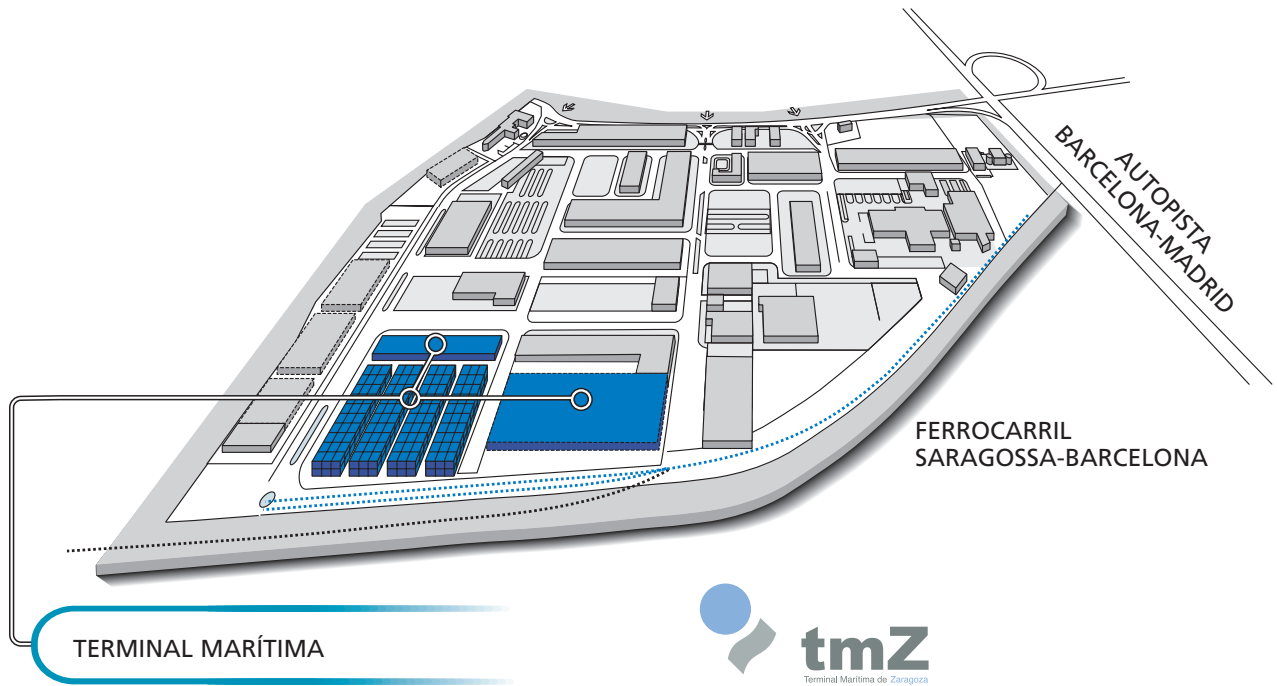 AUTOPISTA
BARCELONA-MADRID
FERROCARRIL
SARAGOSSA-BARCELONA
TERMINAL MARÍTIMA
tmZ
Terminal Marítima de Zaragoza